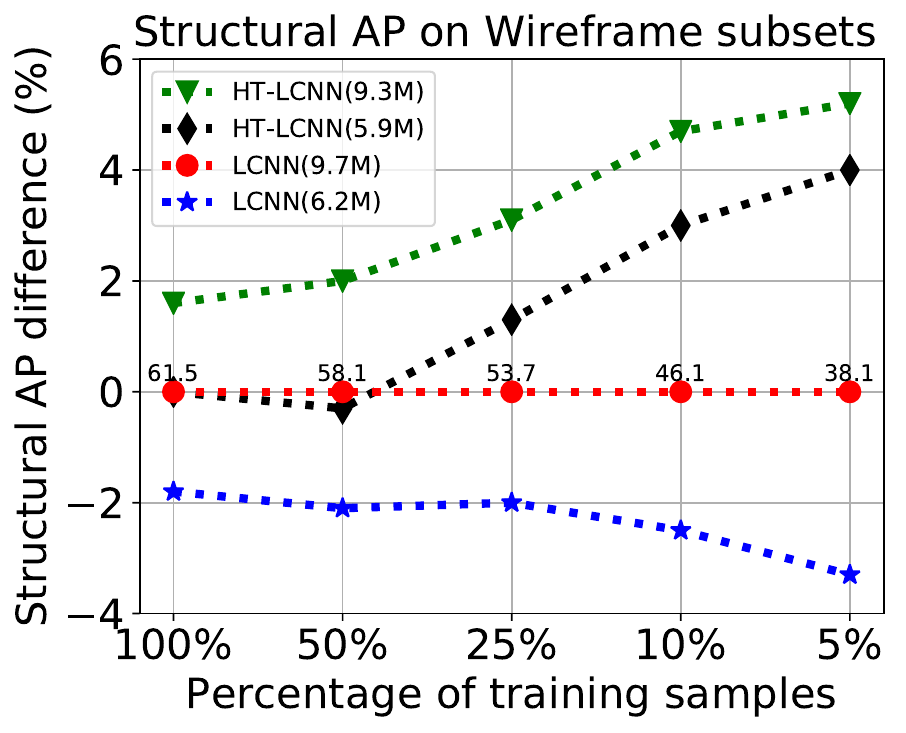 Structural AP on Wireframe subsets
Structural AP difference (%)
6
4
2
0
−2
−4
HT-LCNN(9.3M)
HT-LCNN(5.9M)
LCNN(9.7M)
LCNN(6.2M)
61.5 58.1 53.7 46.1 38.1
100% 50% 25% 10% 5%
Percentage of training samples